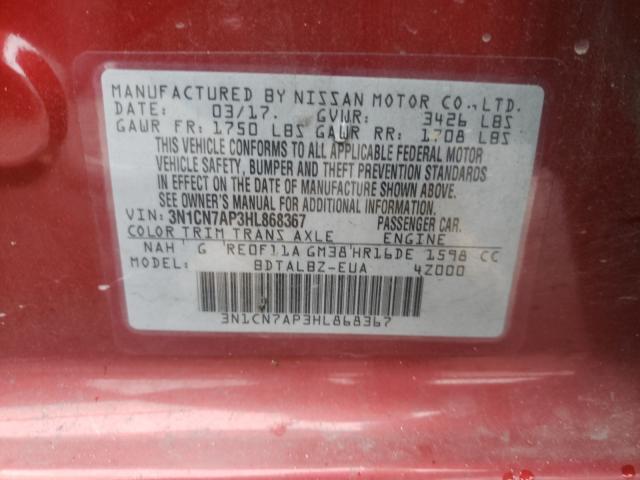 MANUFACTURED BY NISSAN MOTOR CO.,LTD.
DATE: 03/17. GVWR: 3426 LBS
GAWR FR: 1750 LBS GAWR RR: 1708 LBS
THIS VEHICLE CONFORMS TO ALL APPLICABLE FEDERAL MOTOR
VEHICLE SAFETY, BUMPER AND THEFT PREVENTION STANDARDS
IN EFFECT ON THE DATE OF MANUFACTURE SHOWN ABOVE.
SEE OWNER'S MANUAL FOR ADDITIONAL INFORMATION.
VIN: 3N1CN7AP3HL868367 PASSENGER CAR.
COLOR TRIM TRANS AXLE ENGINE
NAH G RE0F11A GM38 HR16DE 1598 CC
MODEL: BDTALBZ-EUA 4Z000
3N1CN7AP3HL868367